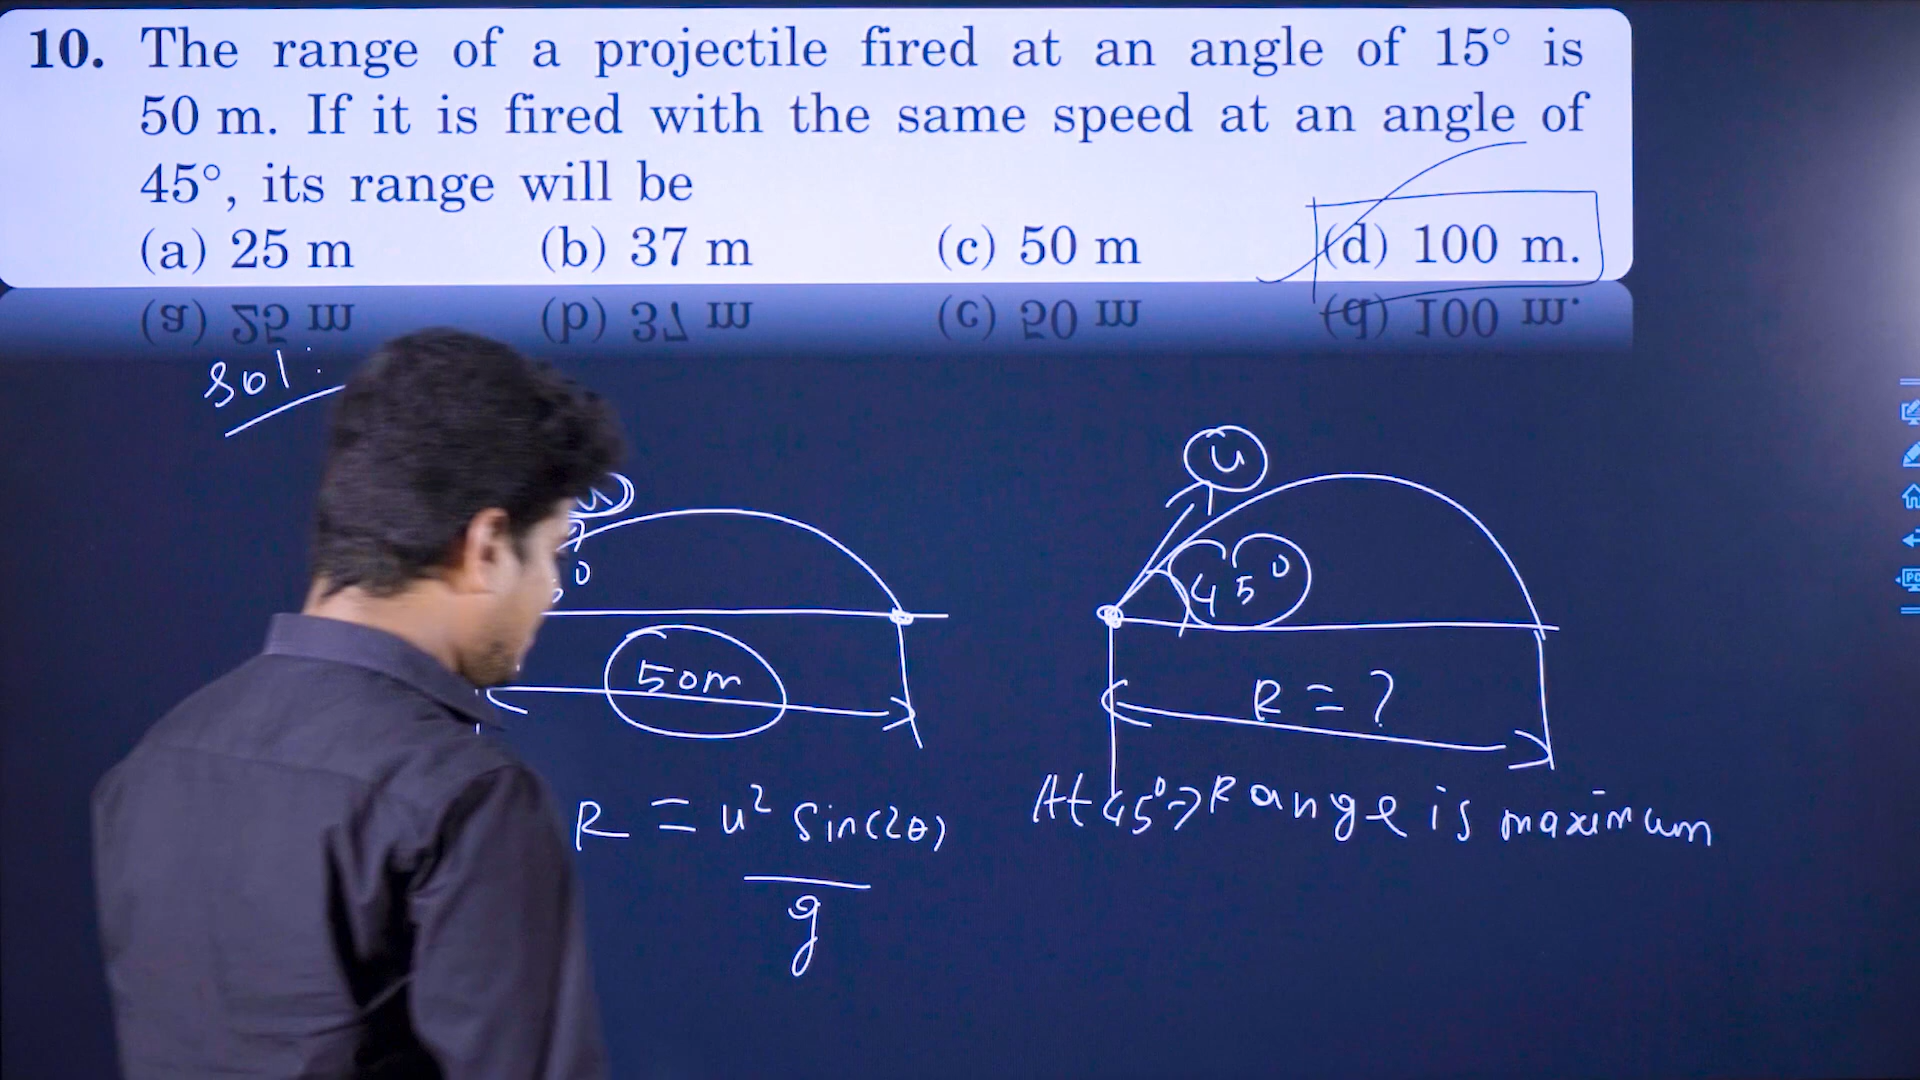 10. The range of a projectile fired at an angle of 15° is
50 m. If it is fired with the same speed at an angle of
45°, its range will be
(a) 25 m (b) 37 m (c) 50 m (d) 100 m.
Sol:
u
u
45°
50m
R = ?
R = u² Sin(2θ)
g
At 45° → Range is maximum